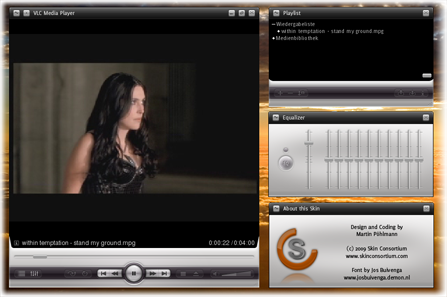 VLC Media Player
within temptation - stand my ground.mpg
0:00:22 / 0:04:00
Playlist
Wiedergabeliste
within temptation - stand my ground.mpg
Medienbibliothek
Equalizer
About this Skin
S
Design and Coding by
Martin Pöhlmann
(c) 2009 Skin Consortium
www.skinconsortium.com
Font by Jos Buivenga
www.josbuivenga.demon.nl